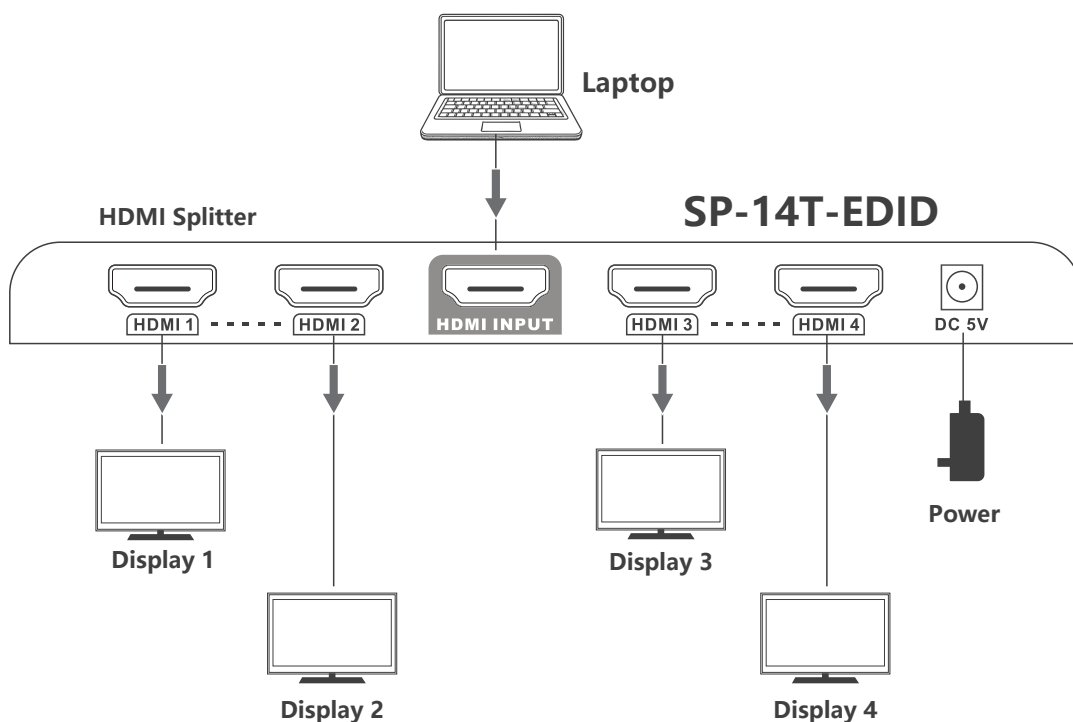 Laptop
HDMI Splitter
SP-14T-EDID
HDMI 1
HDMI 2
HDMI INPUT
HDMI 3
HDMI 4
DC 5V
Display 1
Display 3
Power
Display 2
Display 4